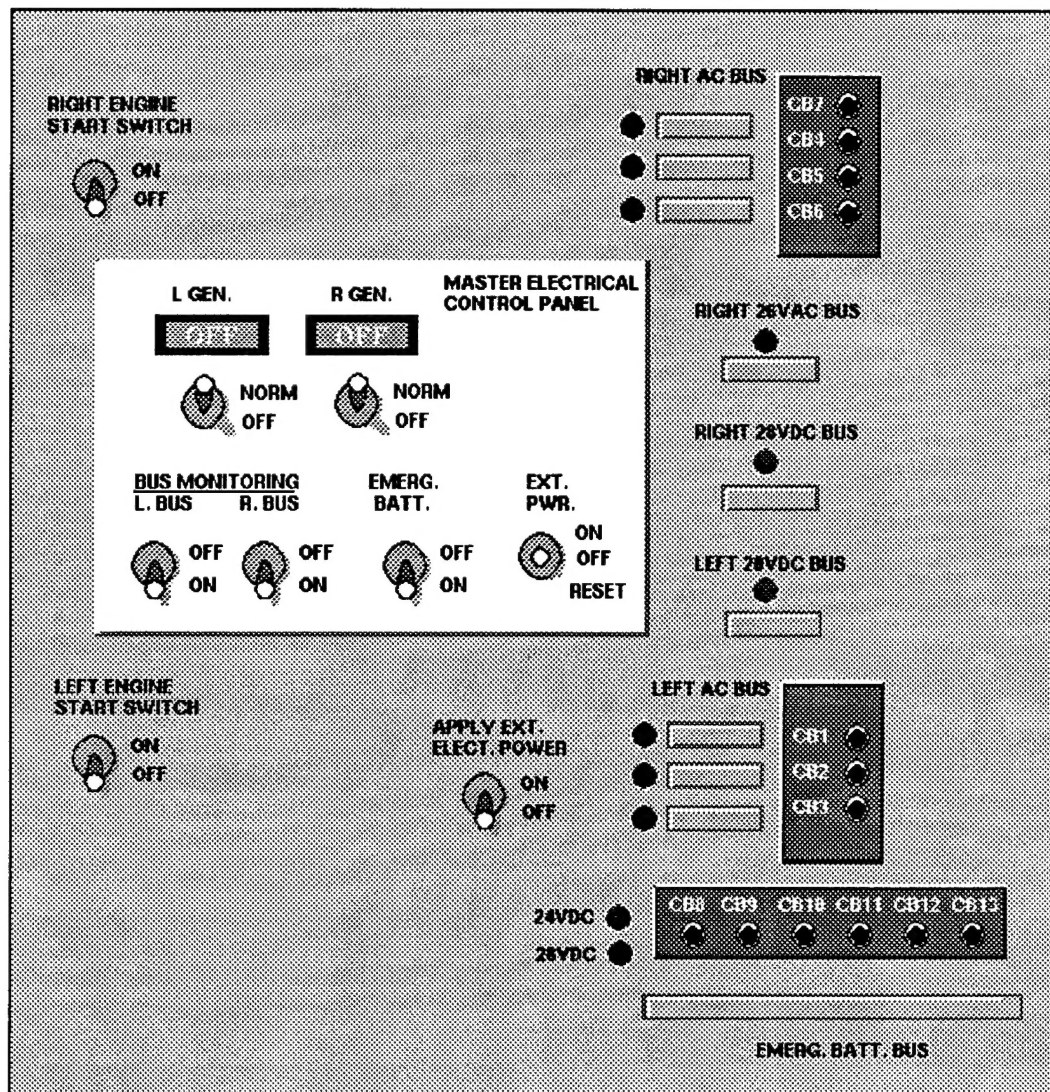 RIGHT AC BUS
RIGHT ENGINE
START SWITCH
ON
OFF
CB7
CB4
CB5
CB6
MASTER ELECTRICAL
CONTROL PANEL
L GEN.
R GEN.
OFF
OFF
NORM
OFF
NORM
OFF
BUS MONITORING
L. BUS
R. BUS
EMERG.
BATT.
EXT.
PWR.
OFF
ON
OFF
ON
OFF
ON
ON
OFF
RESET
RIGHT 26VAC BUS
RIGHT 28VDC BUS
LEFT 28VDC BUS
LEFT ENGINE
START SWITCH
ON
OFF
APPLY EXT.
ELECT. POWER
ON
OFF
LEFT AC BUS
CB1
CB2
CB3
24VDC
28VDC
CB8 CB9 CB10 CB11 CB12 CB13
EMERG. BATT. BUS